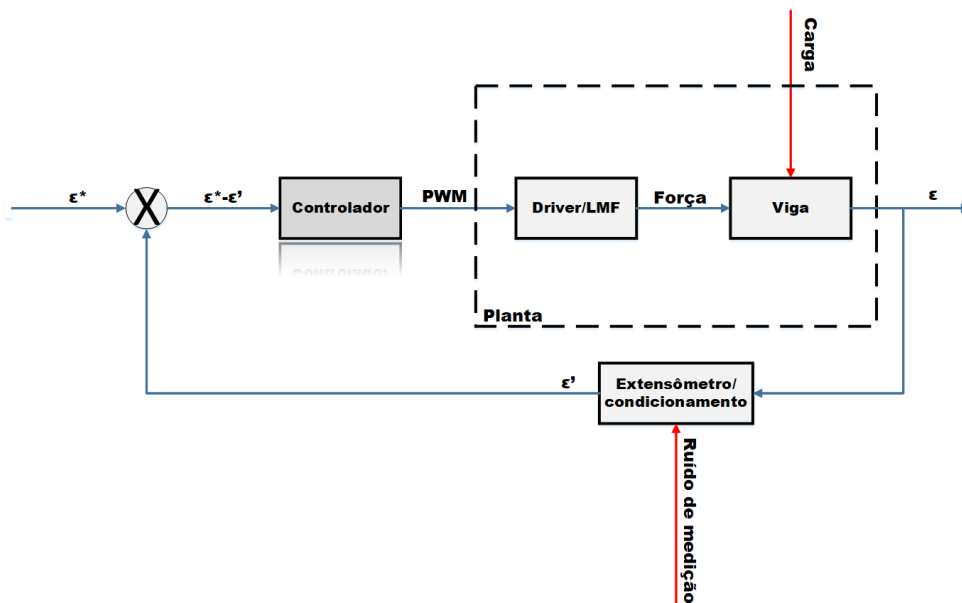 Carga
ε*
ε*-ε’
Controlador
PWM
Driver/LMF
Força
Viga
ε
Planta
ε’
Extensômetro/
condicionamento
Ruído de medição